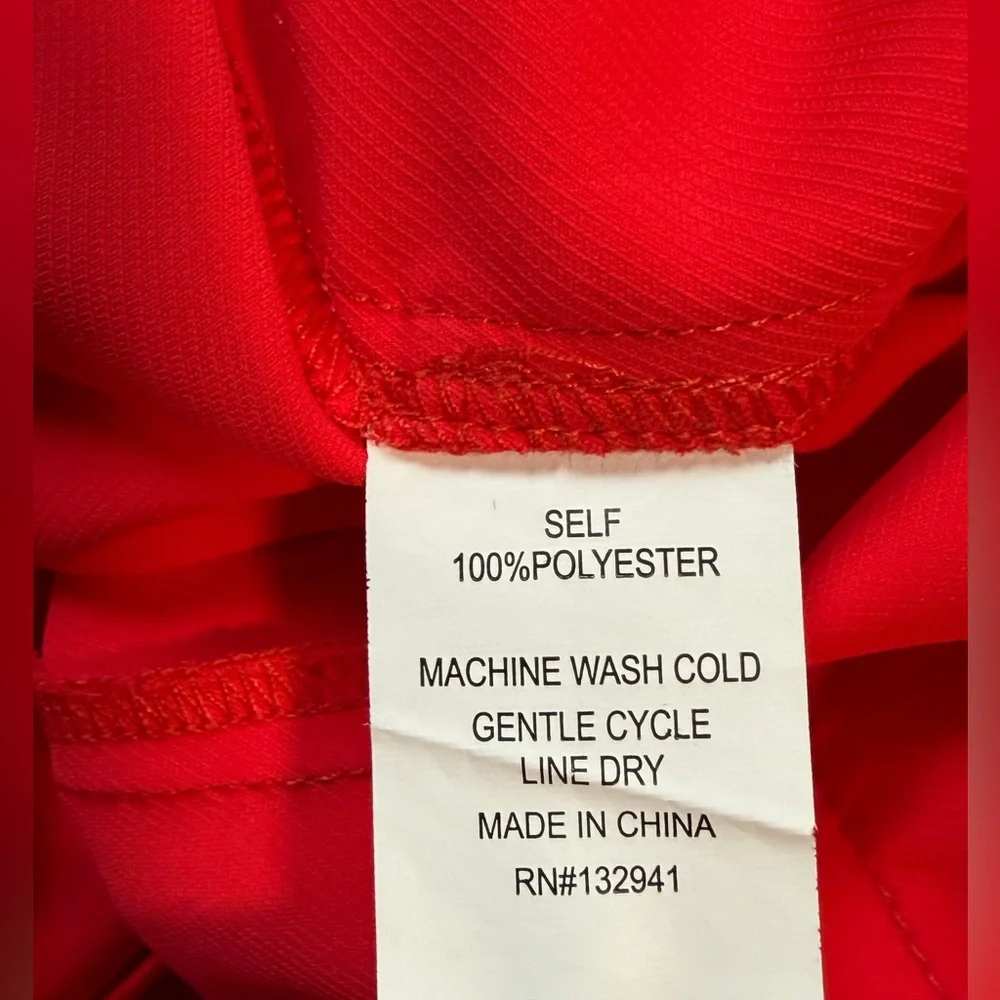 SELF
100%POLYESTER
MACHINE WASH COLD
GENTLE CYCLE
LINE DRY
MADE IN CHINA
RN#132941